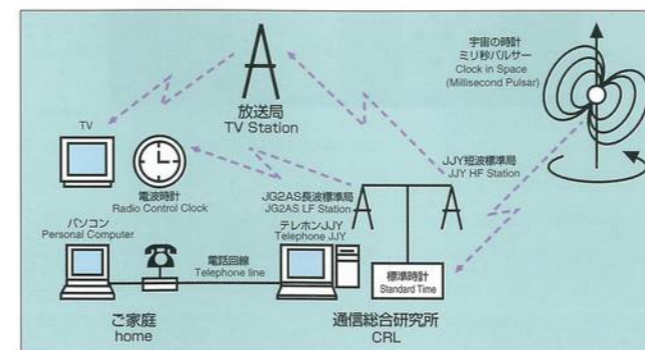 宇宙の時計
ミリ秒パルサー
Clock in Space
(Millisecond Pulsar)
放送局
TV Station
TV
電波時計
Radio Control Clock
JJY短波標準局
JJY HF Station
JG2AS長波標準局
JG2AS LF Station
パソコン
Personal Computer
テレホンJJY
Telephone JJY
電話回線
Telephone line
標準時計
Standard Time
ご家庭
home
通信総合研究所
CRL